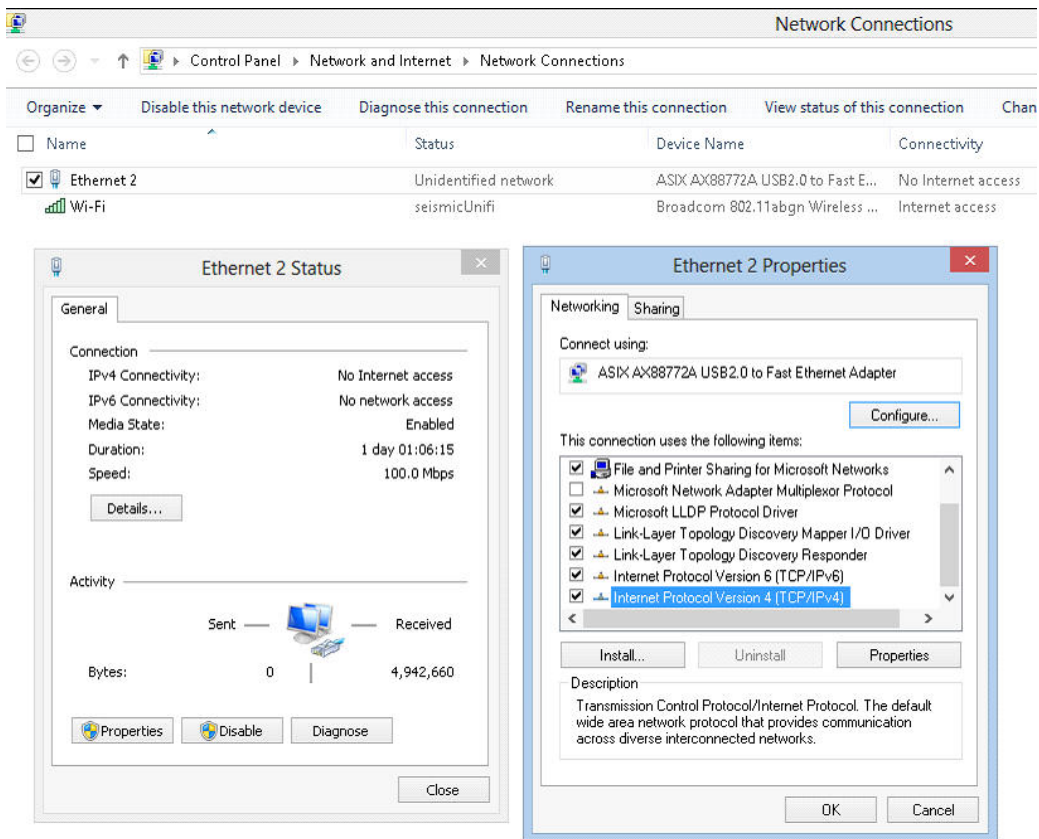 Network Connections
Control Panel Network and Internet Network Connections
Organize Disable this network device Diagnose this connection Rename this connection View status of this connection Chan
Name Status Device Name Connectivity
Ethernet 2 Unidentified network ASIX AX88772A USB2.0 to Fast E... No Internet access
Wi-Fi seismicUnifi Broadcom 802.11abgn Wireless ... Internet access
Ethernet 2 Status
General
Connection
IPv4 Connectivity: No Internet access
IPv6 Connectivity: No network access
Media State: Enabled
Duration: 1 day 01:06:15
Speed: 100.0 Mbps
Details...
Activity
Sent Received
Bytes: 0 4,942,660
Properties Disable Diagnose
Close
Ethernet 2 Properties
Networking Sharing
Connect using:
ASIX AX88772A USB2.0 to Fast Ethernet Adapter
Configure...
This connection uses the following items:
File and Printer Sharing for Microsoft Networks
Microsoft Network Adapter Multiplexor Protocol
Microsoft LLDP Protocol Driver
Link-Layer Topology Discovery Mapper I/O Driver
Link-Layer Topology Discovery Responder
Internet Protocol Version 6 (TCP/IPv6)
Internet Protocol Version 4 (TCP/IPv4)
Install... Uninstall Properties
Description
Transmission Control Protocol/Internet Protocol. The default
wide area network protocol that provides communication
across diverse interconnected networks.
OK Cancel